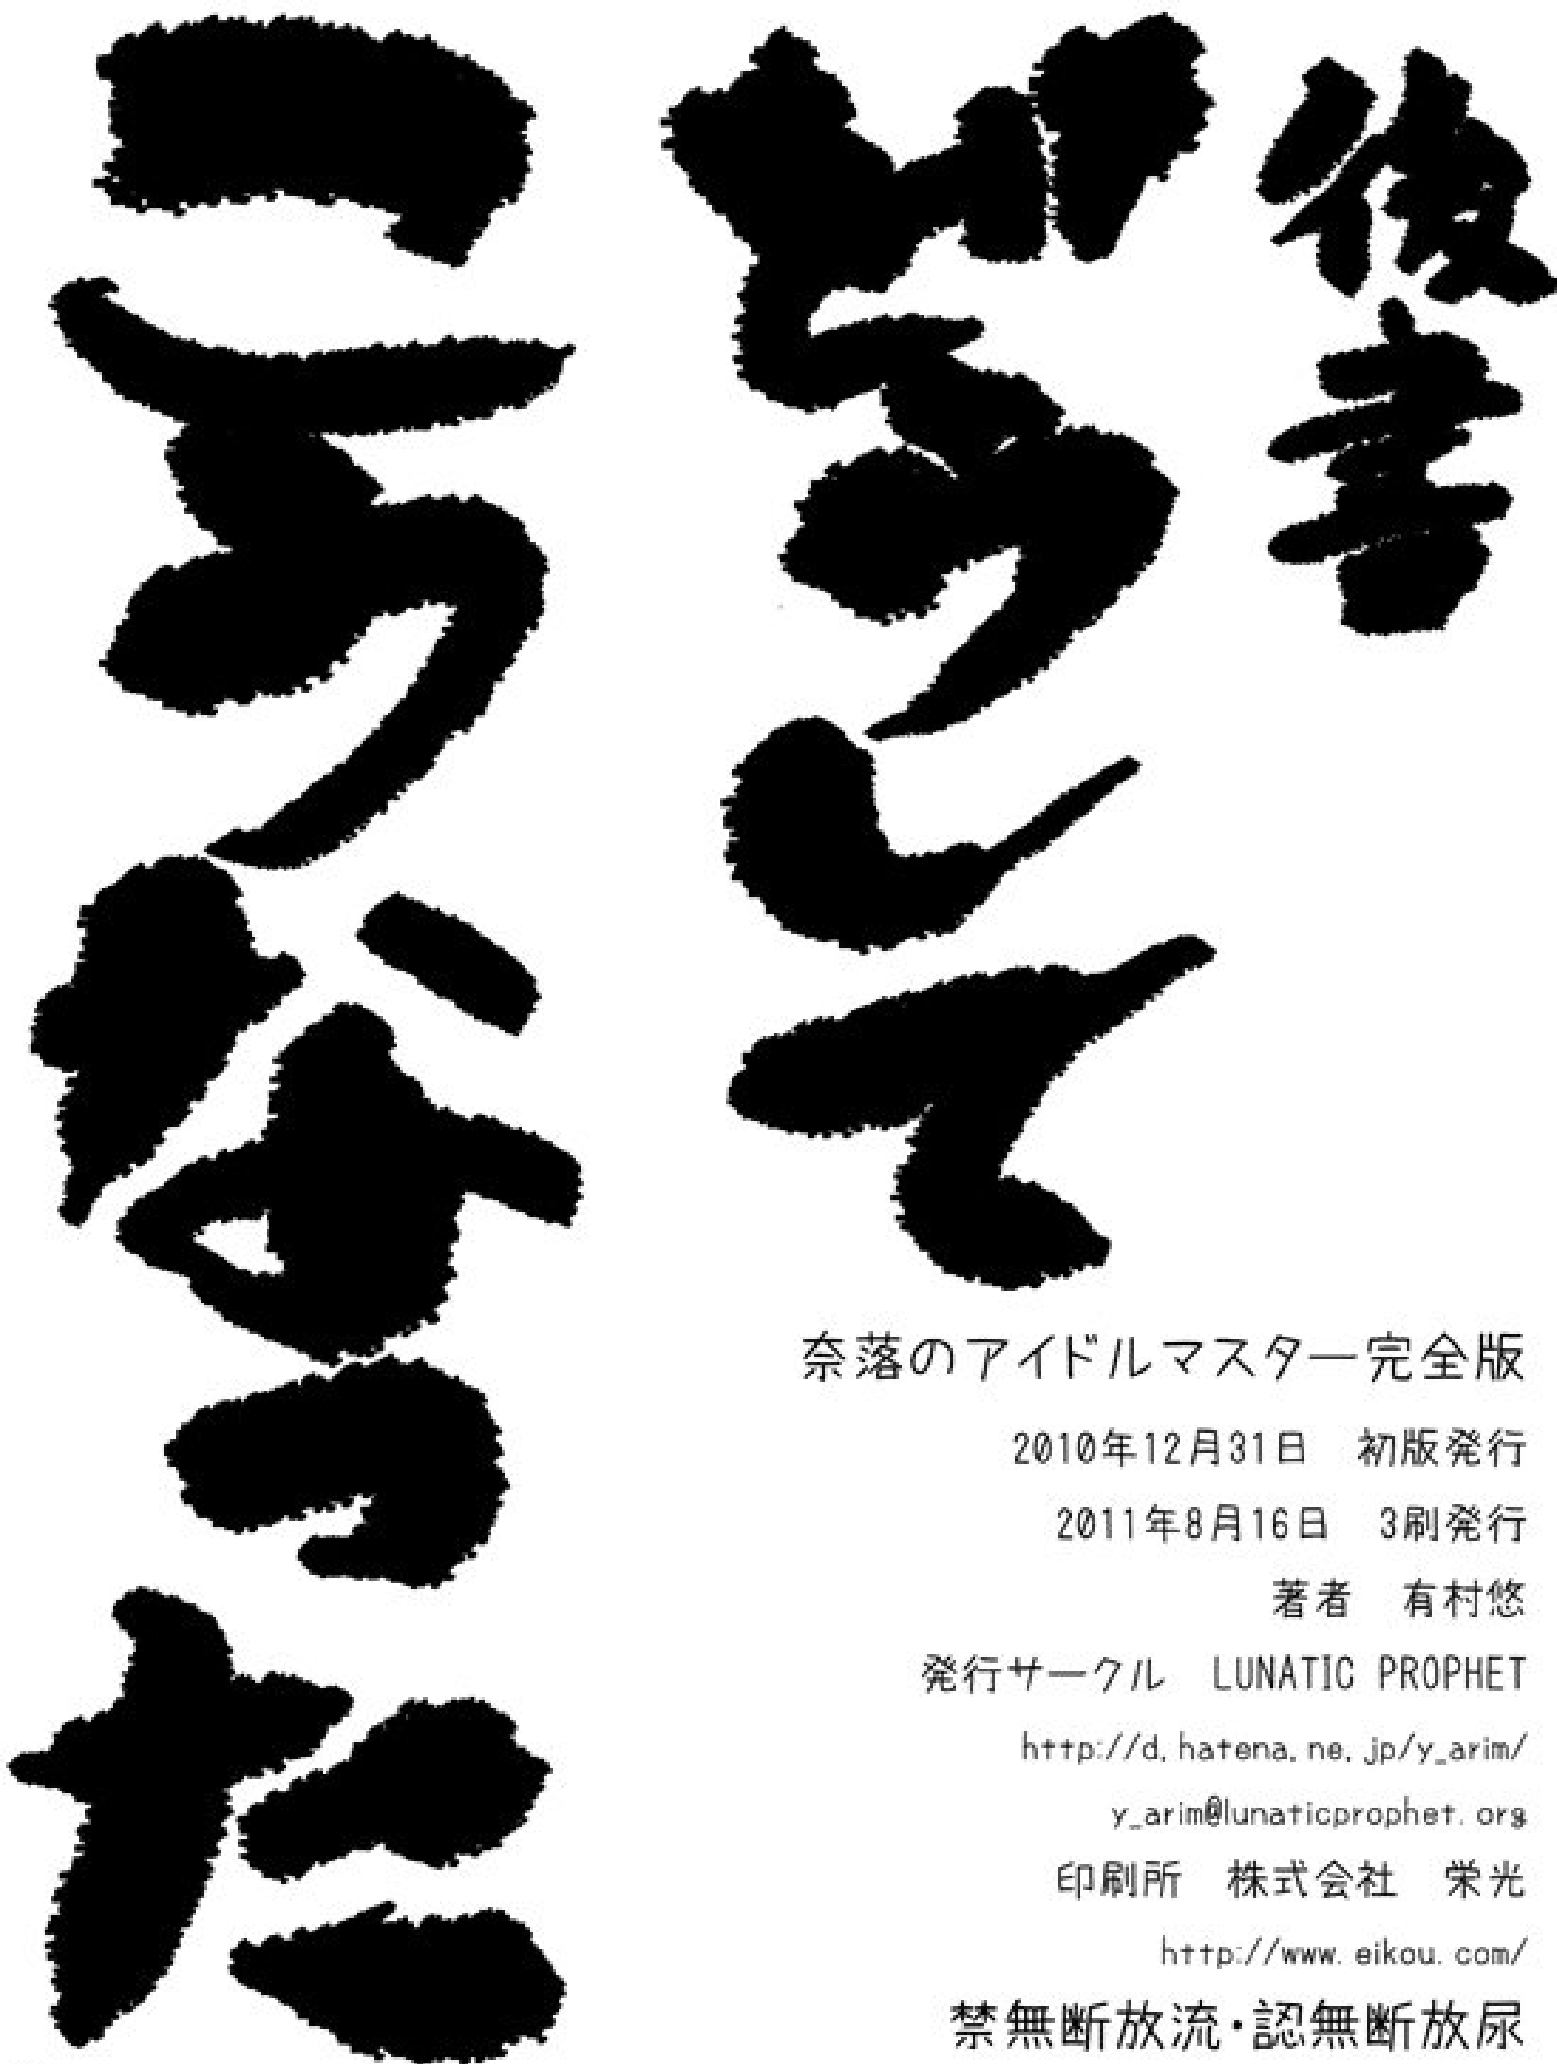 後書
どうして
こうなった
奈落のアイドルマスター完全版
2010年12月31日　初版発行
2011年8月16日　3刷発行
著者　有村悠
発行サークル　LUNATIC PROPHET
http://d.hatena.ne.jp/y_arim/
y_arim@lunaticprophet.org
印刷所　株式会社　栄光
http://www.eikou.com/
禁無断放流・認無断放尿